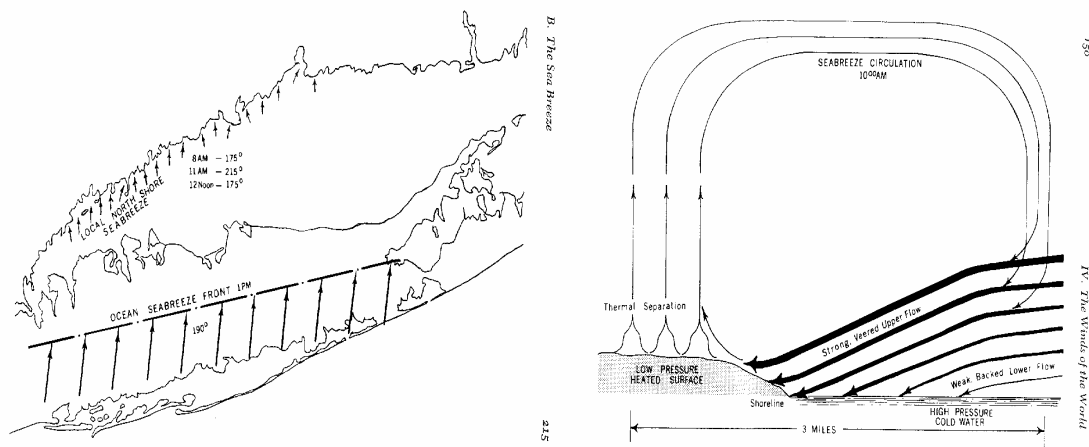 B. The Sea Breeze
215
8AM – 175°
11AM – 215°
12Noon – 175°
LOCAL NORTH SHORE
SEABREEZE
OCEAN SEABREEZE FRONT 1PM
190°
150
IV. The Winds of the World
SEABREEZE CIRCULATION
10⁰⁰AM
Thermal Separation
Strong, Veered Upper Flow
Weak, Backed Lower Flow
LOW PRESSURE
HEATED SURFACE
Shoreline
HIGH PRESSURE
COLD WATER
3 MILES